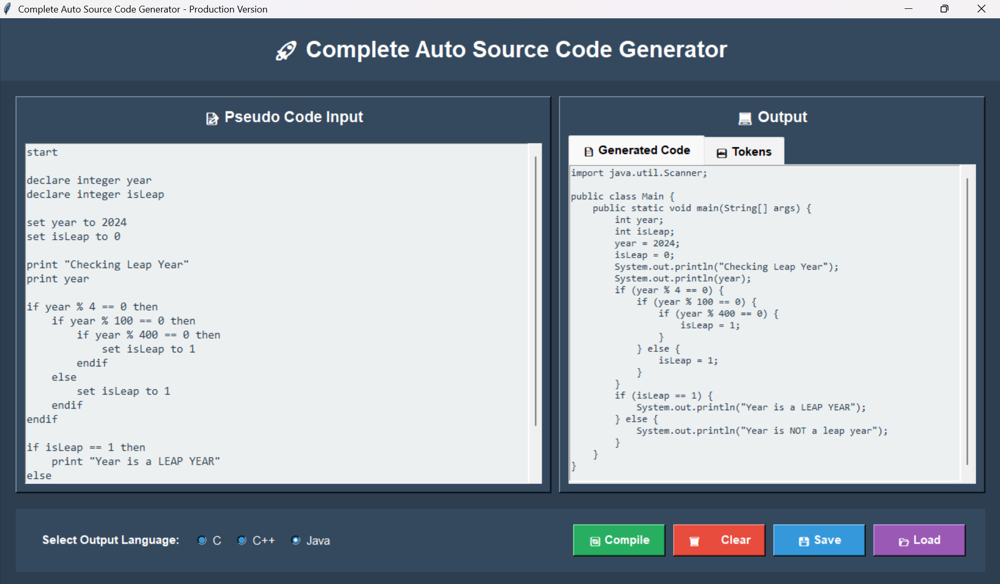 Complete Auto Source Code Generator - Production Version
Complete Auto Source Code Generator
Pseudo Code Input
start

declare integer year
declare integer isLeap

set year to 2024
set isLeap to 0

print "Checking Leap Year"
print year

if year % 4 == 0 then
    if year % 100 == 0 then
        if year % 400 == 0 then
            set isLeap to 1
        endif
    else
        set isLeap to 1
    endif
endif

if isLeap == 1 then
    print "Year is a LEAP YEAR"
else
Output
Generated Code
Tokens
import java.util.Scanner;

public class Main {
    public static void main(String[] args) {
        int year;
        int isLeap;
        year = 2024;
        isLeap = 0;
        System.out.println("Checking Leap Year");
        System.out.println(year);
        if (year % 4 == 0) {
            if (year % 100 == 0) {
                if (year % 400 == 0) {
                    isLeap = 1;
                }
            } else {
                isLeap = 1;
            }
        }
        if (isLeap == 1) {
            System.out.println("Year is a LEAP YEAR");
        } else {
            System.out.println("Year is NOT a leap year");
        }
    }
}
Select Output Language:
C
C++
Java
Compile
Clear
Save
Load